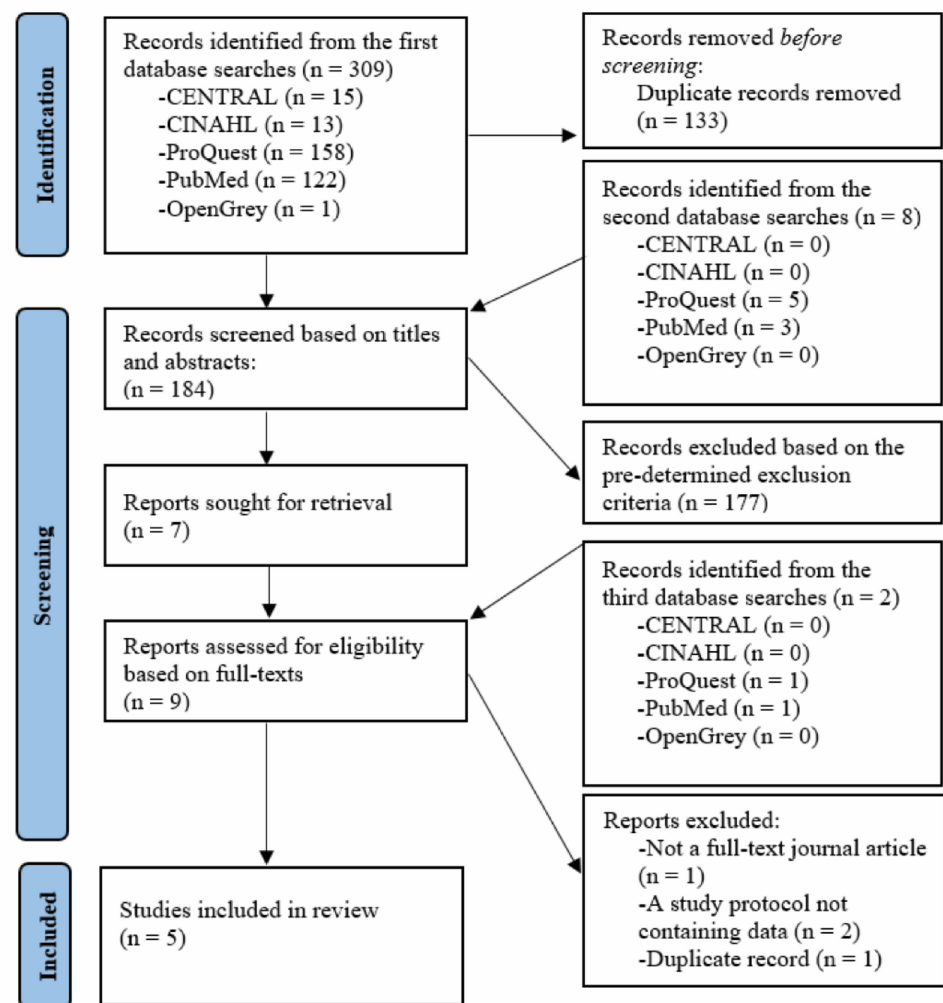 Identification
Records identified from the first
database searches (n = 309)
-CENTRAL (n = 15)
-CINAHL (n = 13)
-ProQuest (n = 158)
-PubMed (n = 122)
-OpenGrey (n = 1)
Records removed before
screening:
Duplicate records removed
(n = 133)
Records identified from the
second database searches (n = 8)
-CENTRAL (n = 0)
-CINAHL (n = 0)
-ProQuest (n = 5)
-PubMed (n = 3)
-OpenGrey (n = 0)
Screening
Records screened based on titles
and abstracts:
(n = 184)
Records excluded based on the
pre-determined exclusion
criteria (n = 177)
Reports sought for retrieval
(n = 7)
Records identified from the
third database searches (n = 2)
-CENTRAL (n = 0)
-CINAHL (n = 0)
-ProQuest (n = 1)
-PubMed (n = 1)
-OpenGrey (n = 0)
Reports assessed for eligibility
based on full-texts
(n = 9)
Reports excluded:
-Not a full-text journal article
(n = 1)
-A study protocol not
containing data (n = 2)
-Duplicate record (n = 1)
Included
Studies included in review
(n = 5)